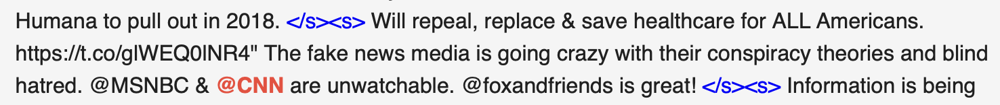 Humana to pull out in 2018. </s><s> Will repeal, replace & save healthcare for ALL Americans.
https://t.co/glWEQ0lNR4" The fake news media is going crazy with their conspiracy theories and blind
hatred. @MSNBC & @CNN are unwatchable. @foxandfriends is great! </s><s> Information is being